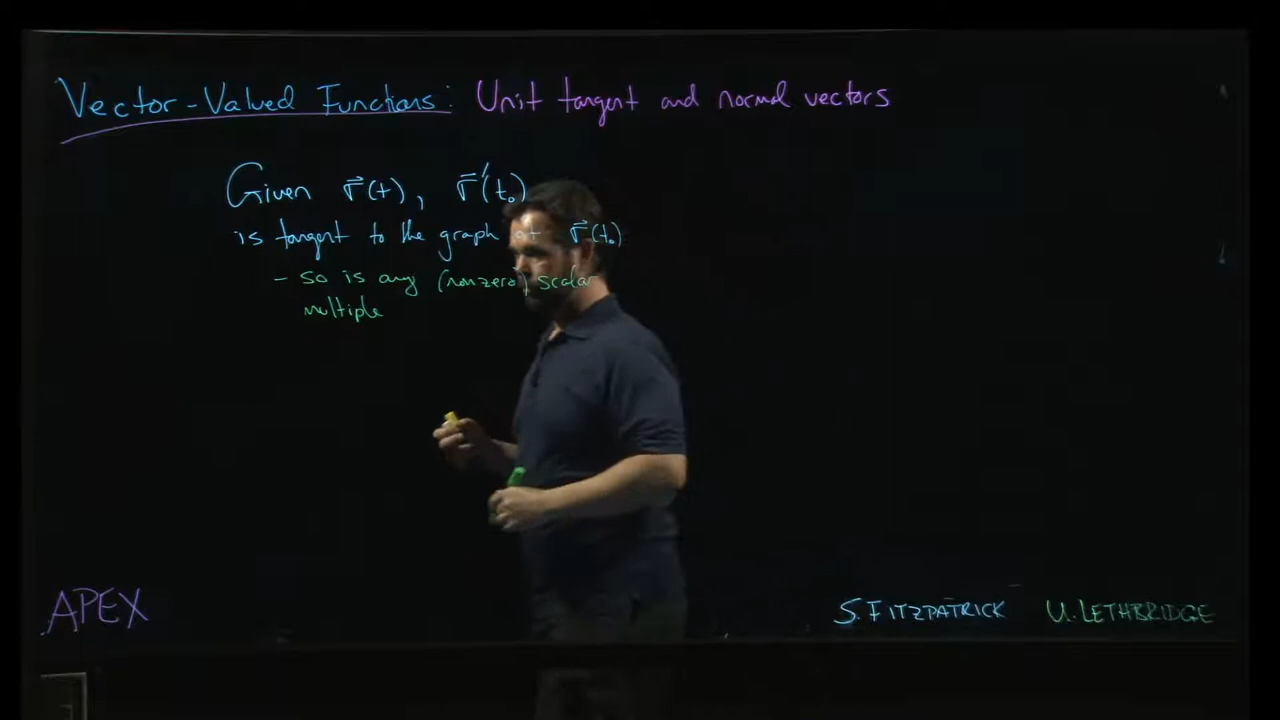 Vector-Valued Functions: Unit tangent and normal vectors
Given r⃗(t), r⃗'(t₀)
is tangent to the graph at r⃗(t₀)
- so is any (nonzero) scalar
multiple
APEX
S. FITZPATRICK U. LETHBRIDGE